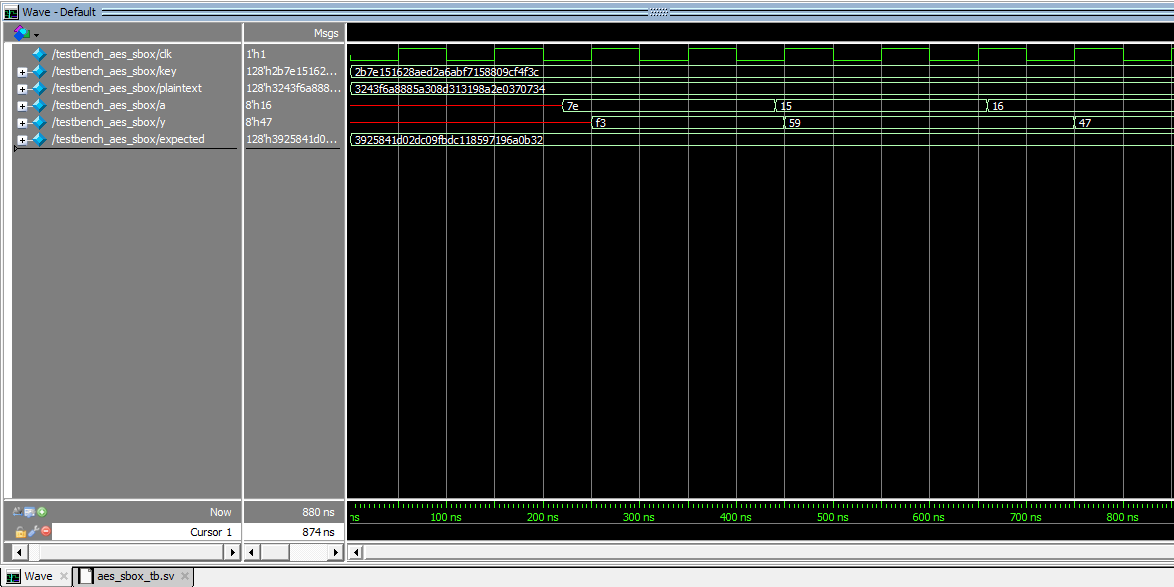 Wave - Default
Msgs
/testbench_aes_sbox/clk 1'h1
/testbench_aes_sbox/key 128'h2b7e15162... 2b7e151628aed2a6abf7158809cf4f3c
/testbench_aes_sbox/plaintext 128'h3243f6a888... 3243f6a8885a308d313198a2e0370734
/testbench_aes_sbox/a 8'h16 7e 15 16
/testbench_aes_sbox/y 8'h47 f3 59 47
/testbench_aes_sbox/expected 128'h3925841d0... 3925841d02dc09fbdc118597196a0b32
Now 880 ns ns 100 ns 200 ns 300 ns 400 ns 500 ns 600 ns 700 ns 800 ns
Cursor 1 874 ns
Wave aes_sbox_tb.sv